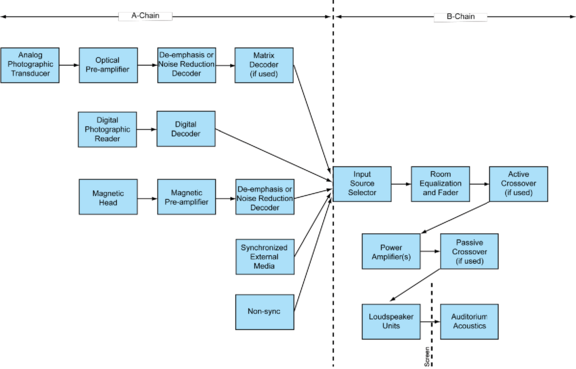 A-Chain
B-Chain
Analog
Photographic
Transducer
Optical
Pre-amplifier
De-emphasis or
Noise Reduction
Decoder
Matrix
Decoder
(if used)
Digital
Photographic
Reader
Digital
Decoder
Magnetic
Head
Magnetic
Pre-amplifier
De-emphasis or
Noise Reduction
Decoder
Synchronized
External
Media
Non-sync
Input
Source
Selector
Room
Equalization
and Fader
Active
Crossover
(if used)
Power
Amplifier(s)
Passive
Crossover
(if used)
Loudspeaker
Units
Auditorium
Acoustics
Screen